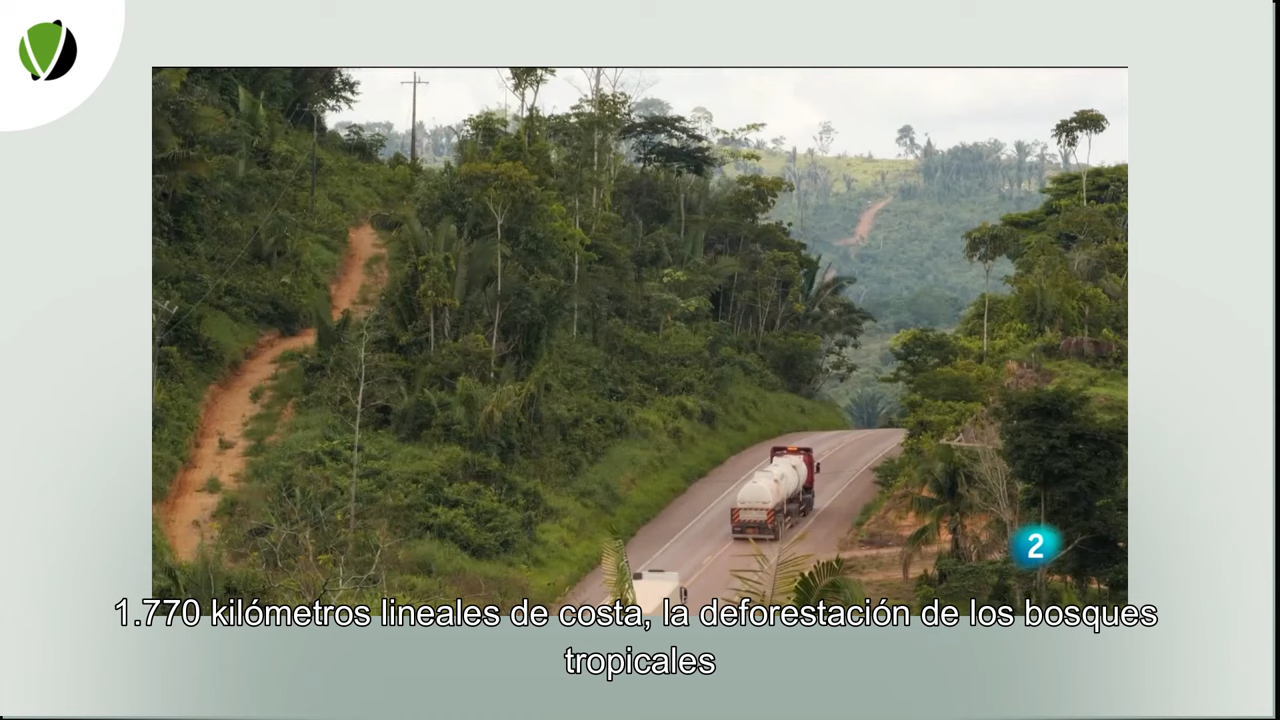 2
1.770 kilómetros lineales de costa, la deforestación de los bosques
tropicales